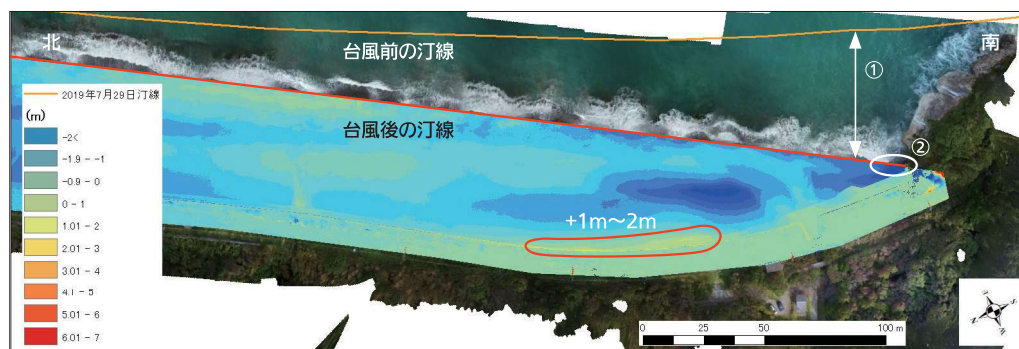 北
台風前の汀線
南
①
2019年7月29日汀線
(m)
-2<
-1.9 - -1
-0.9 - 0
0 - 1
1.01 - 2
2.01 - 3
3.01 - 4
4.1 - 5
5.01 - 6
6.01 - 7
台風後の汀線
②
+1m～2m
0 25 50 100 m